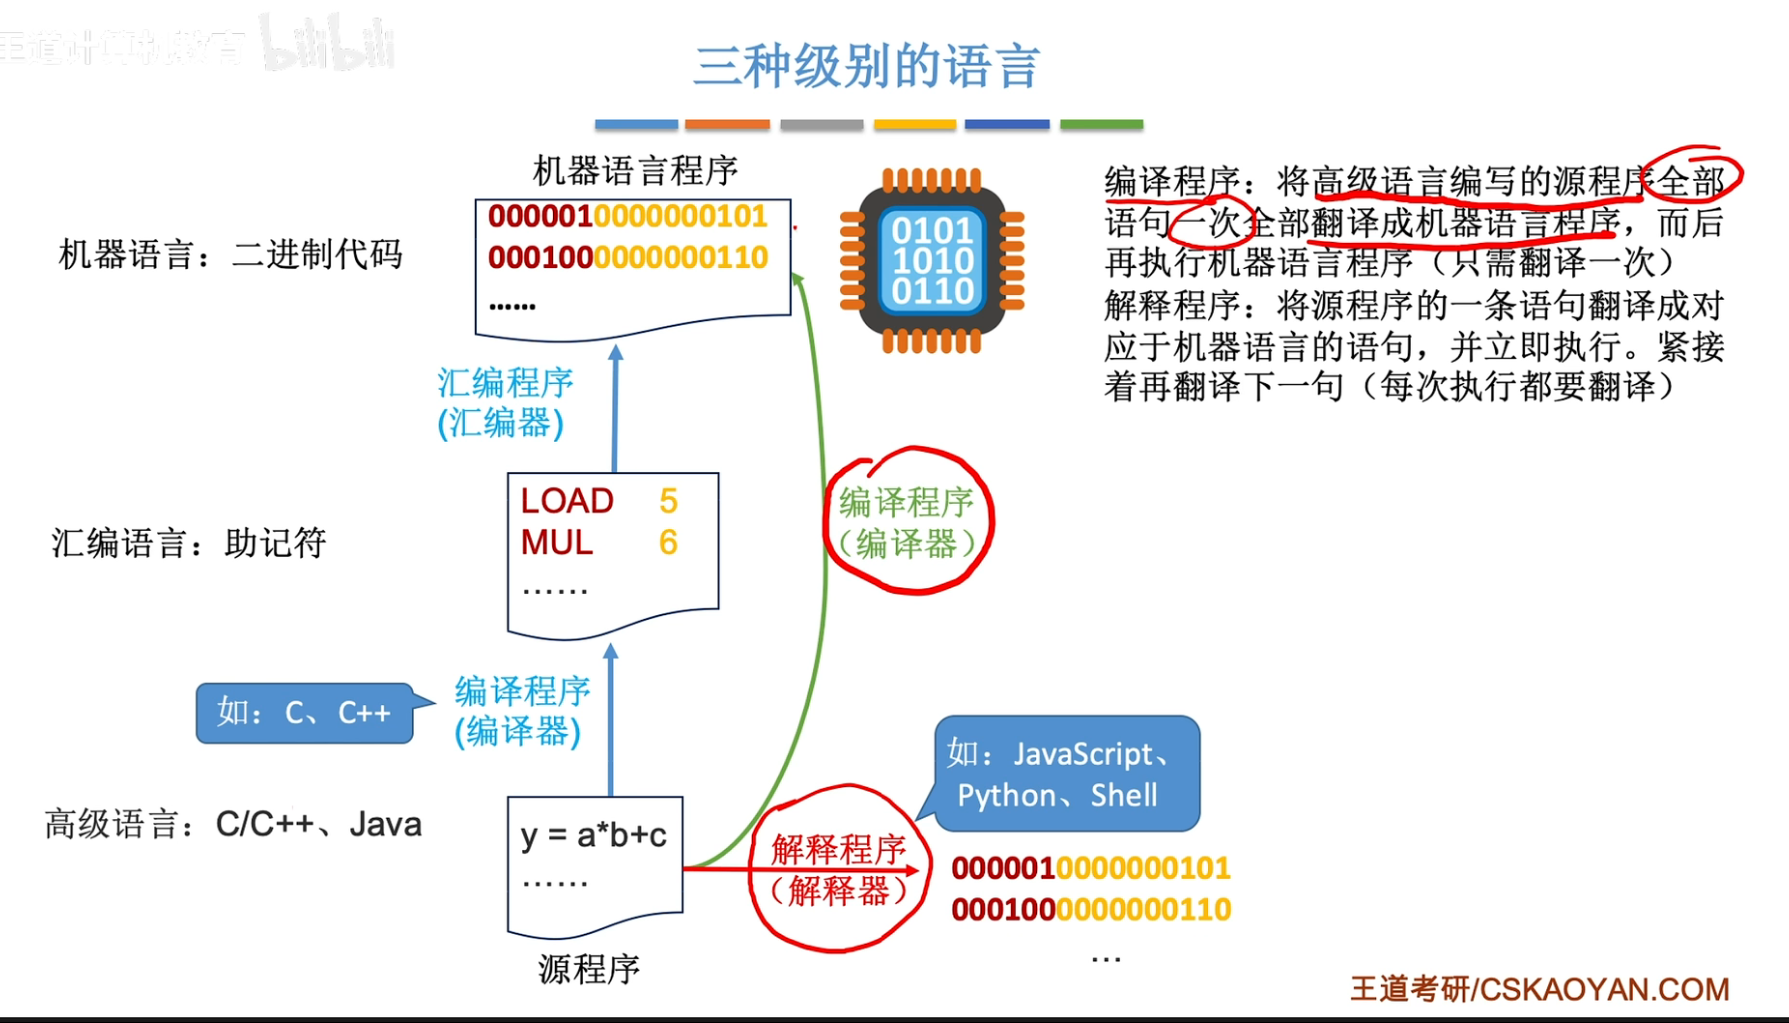 王道计算机教育 bilibili
三种级别的语言
机器语言程序
0000010000000101
0001000000000110
......
机器语言：二进制代码
0101
1010
0110
编译程序：将高级语言编写的源程序全部
语句一次全部翻译成机器语言程序，而后
再执行机器语言程序（只需翻译一次）
解释程序：将源程序的一条语句翻译成对
应于机器语言的语句，并立即执行。紧接
着再翻译下一句（每次执行都要翻译）
汇编程序
(汇编器)
汇编语言：助记符
LOAD 5
MUL 6
......
编译程序
（编译器）
如：C、C++
编译程序
(编译器)
高级语言：C/C++、Java
y = a*b+c
......
源程序
解释程序
（解释器）
如：JavaScript、
Python、Shell
0000010000000101
0001000000000110
...
王道考研/CSKAOYAN.COM